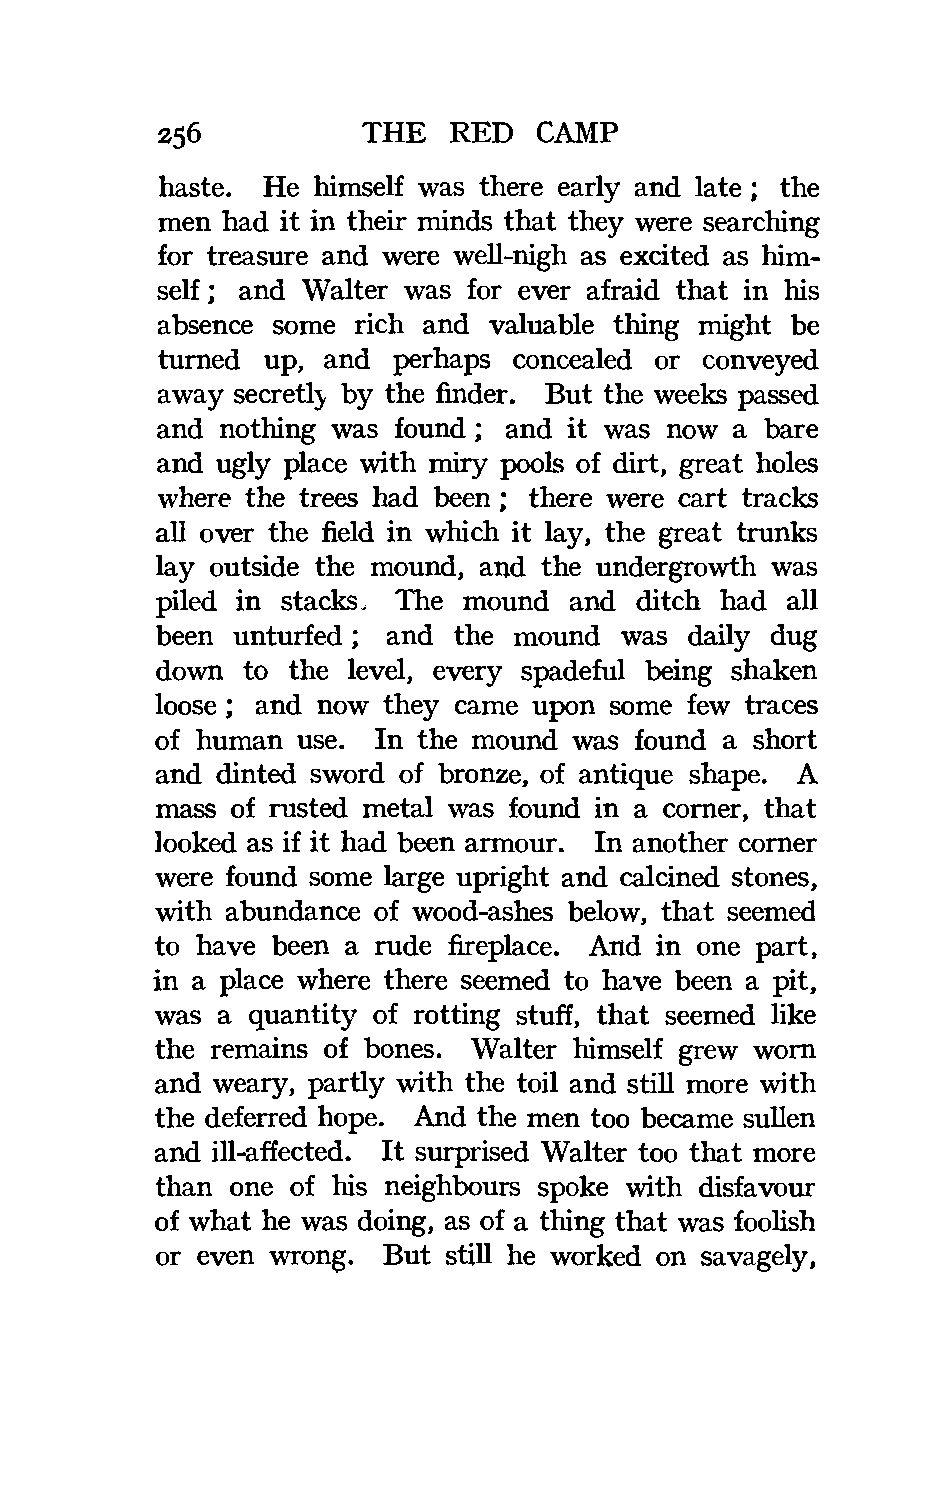 256 THE RED CAMP
haste. He himself was there early and late ; the
men had it in their minds that they were searching
for treasure and were well-nigh as excited as him-
self ; and Walter was for ever afraid that in his
absence some rich and valuable thing might be
turned up, and perhaps concealed or conveyed
away secretly by the finder. But the weeks passed
and nothing was found ; and it was now a bare
and ugly place with miry pools of dirt, great holes
where the trees had been ; there were cart tracks
all over the field in which it lay, the great trunks
lay outside the mound, and the undergrowth was
piled in stacks. The mound and ditch had all
been unturfed ; and the mound was daily dug
down to the level, every spadeful being shaken
loose ; and now they came upon some few traces
of human use. In the mound was found a short
and dinted sword of bronze, of antique shape. A
mass of rusted metal was found in a corner, that
looked as if it had been armour. In another corner
were found some large upright and calcined stones,
with abundance of wood-ashes below, that seemed
to have been a rude fireplace. And in one part,
in a place where there seemed to have been a pit,
was a quantity of rotting stuff, that seemed like
the remains of bones. Walter himself grew worn
and weary, partly with the toil and still more with
the deferred hope. And the men too became sullen
and ill-affected. It surprised Walter too that more
than one of his neighbours spoke with disfavour
of what he was doing, as of a thing that was foolish
or even wrong. But still he worked on savagely,